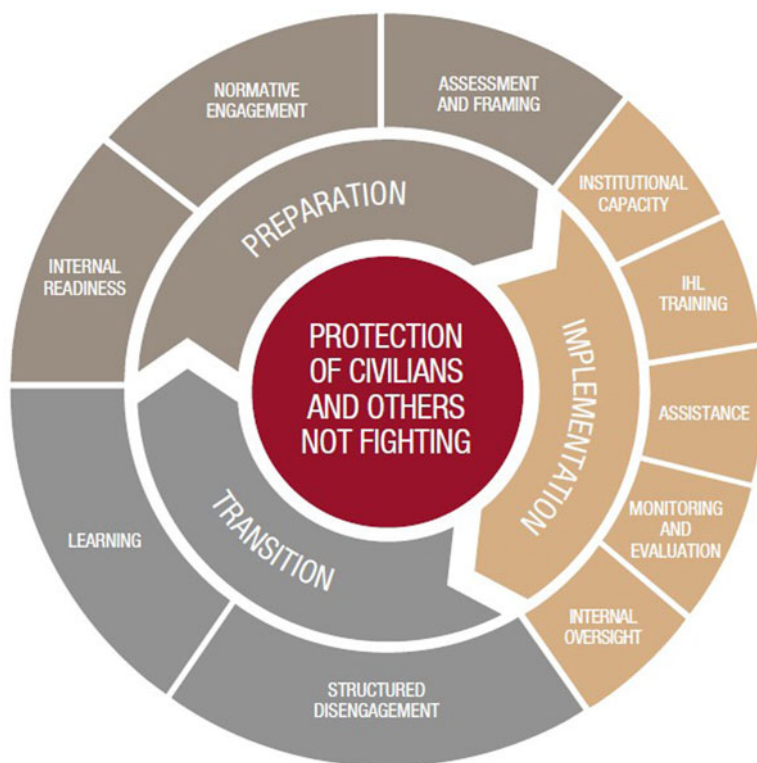 NORMATIVE
ENGAGEMENT
ASSESSMENT
AND FRAMING
INSTITUTIONAL
CAPACITY
IHL
TRAINING
ASSISTANCE
MONITORING
AND
EVALUATION
INTERNAL
OVERSIGHT
STRUCTURED
DISENGAGEMENT
LEARNING
INTERNAL
READINESS
PREPARATION
IMPLEMENTATION
TRANSITION
PROTECTION
OF CIVILIANS
AND OTHERS
NOT FIGHTING